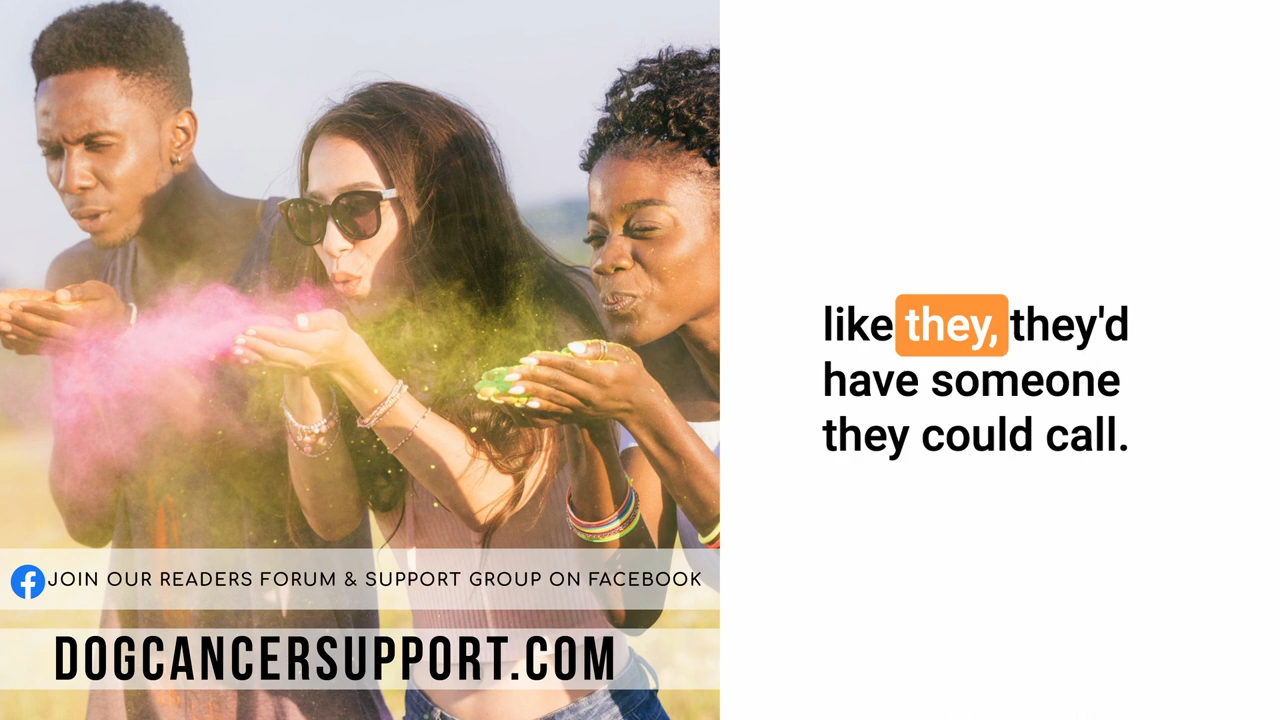 JOIN OUR READERS FORUM & SUPPORT GROUP ON FACEBOOK
DOGCANCERSUPPORT.COM
like they, they'd
have someone
they could call.